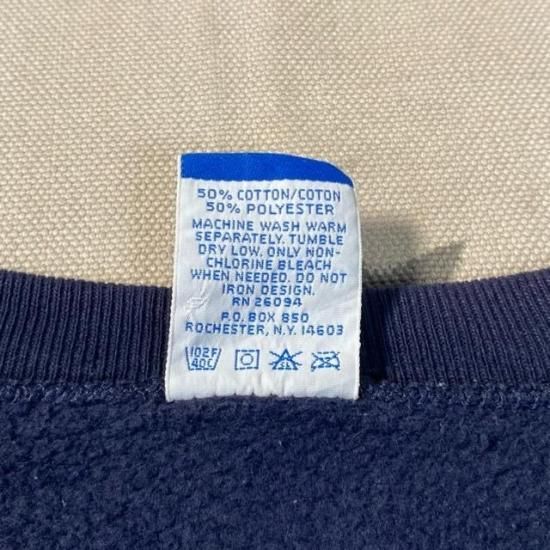 50% COTTON/COTON
50% POLYESTER
MACHINE WASH WARM
SEPARATELY. TUMBLE
DRY LOW. ONLY NON-
CHLORINE BLEACH
WHEN NEEDED. DO NOT
IRON DESIGN.
RN 26094
P.O. BOX 850
ROCHESTER, N.Y. 14603
102F
40C